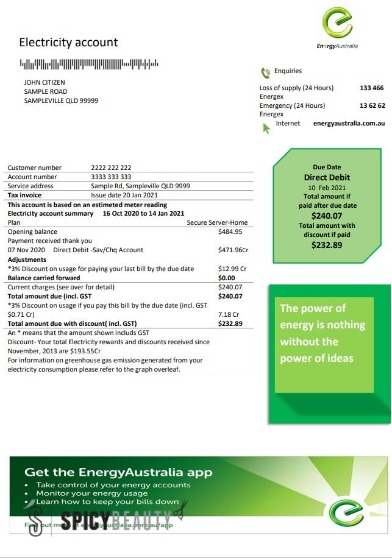 Electricity account
EnergyAustralia
JOHN CITIZEN
SAMPLE ROAD
SAMPLEVILLE QLD 99999
Enquiries
Loss of supply (24 Hours) 133 466
Energex
Emergency (24 Hours) 13 62 62
Energex
Internet energyaustralia.com.au
Customer number 2222 222 222
Account number 3333 333 333
Service address Sample Rd, Sampleville QLD 9999
Tax invoice Issue date 20 Jan 2021
This account is based on an estimated meter reading
Electricity account summary 16 Oct 2020 to 14 Jan 2021
Plan Secure Server-Home
Opening balance $484.95
Payment received thank you
07 Nov 2020 Direct Debit -Sav/Chq Account $471.96Cr
Adjustments
*3% Discount on usage for paying your last bill by the due date $12.99 Cr
Balance carried forward $0.00
Current charges (see over for detail) $240.07
Total amount due (incl. GST $240.07
*3% Discount on usage if you pay this bill by the due date (incl. GST
$0.71 Cr) 7.18 Cr
Total amount due with discount( incl. GST) $232.89
An * means that the amount shown includs GST
Discount- Your total Electricity rewards and discounts received since
November, 2013 are $193.55Cr
For information on greenhouse gas emission generated from your
electricity consumption please refer to the graph overleaf.
Due Date
Direct Debit
10 Feb 2021
Total amount if
paid after due date
$240.07
Total amount with
discount if paid
$232.89
The power of
energy is nothing
without the
power of ideas
Get the EnergyAustralia app
• Take control of your energy accounts
• Monitor your energy usage
• Learn how to keep your bills down
SPICYBEAUTY